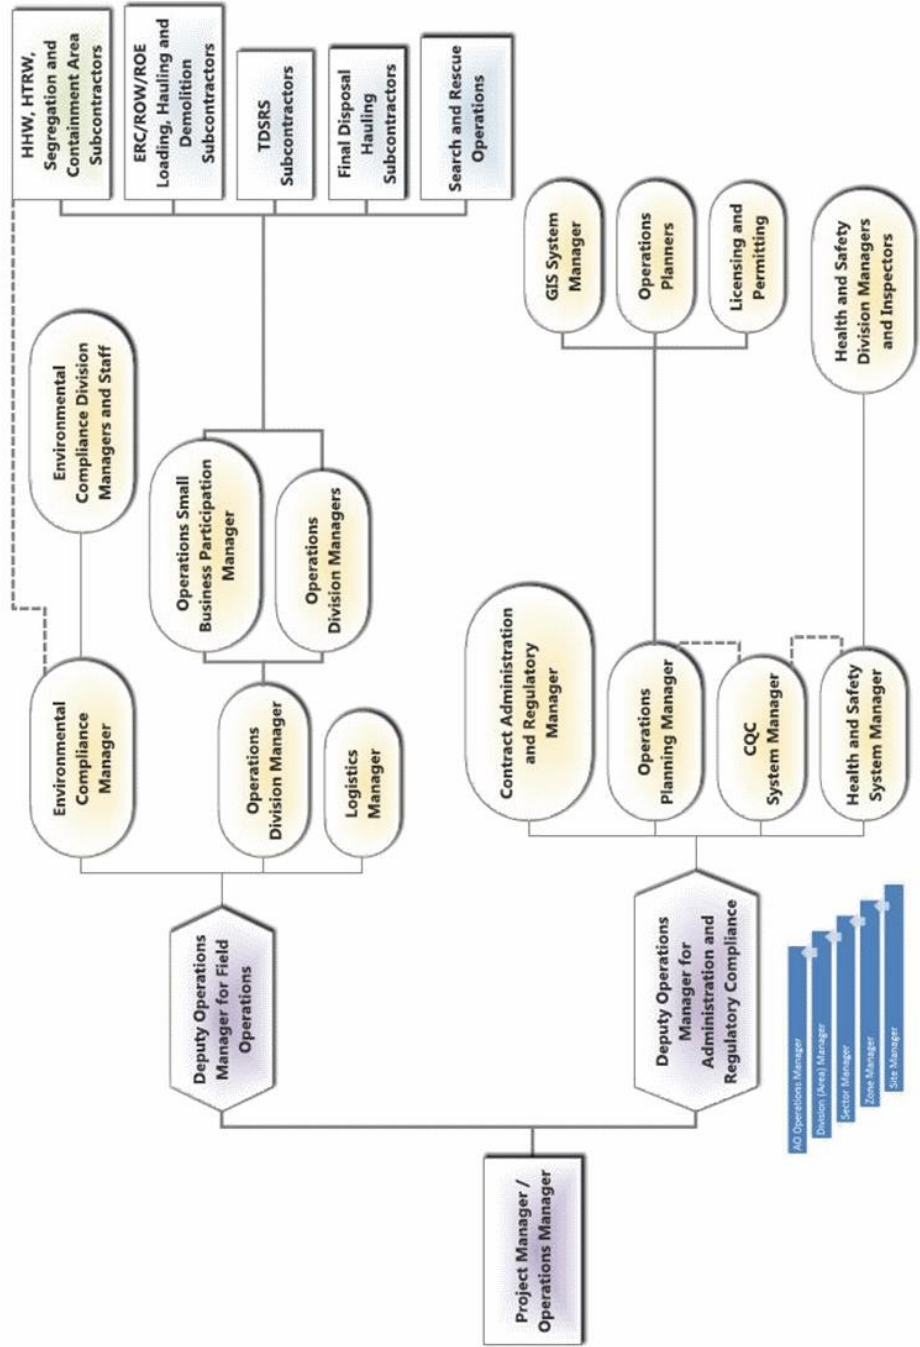 Project Manager /
Operations Manager
Deputy Operations
Manager for Field
Operations
Deputy Operations
Manager for
Administration and
Regulatory Compliance
Environmental
Compliance
Manager
Operations
Division Manager
Logistics
Manager
Contract Administration
and Regulatory
Manager
Operations
Planning Manager
CQC
System Manager
Health and Safety
System Manager
Environmental
Compliance Division
Managers and Staff
Operations Small
Business Participation
Manager
Operations
Division Managers
HHW, HTRW,
Segregation and
Containment Area
Subcontractors
ERC/ROW/ROE
Loading, Hauling and
Demolition
Subcontractors
TDSRS
Subcontractors
Final Disposal
Hauling
Subcontractors
Search and Rescue
Operations
GIS System
Manager
Operations
Planners
Licensing and
Permitting
Health and Safety
Division Managers
and Inspectors
AO Operations Manager
Division (Area) Manager
Sector Manager
Zone Manager
Site Manager